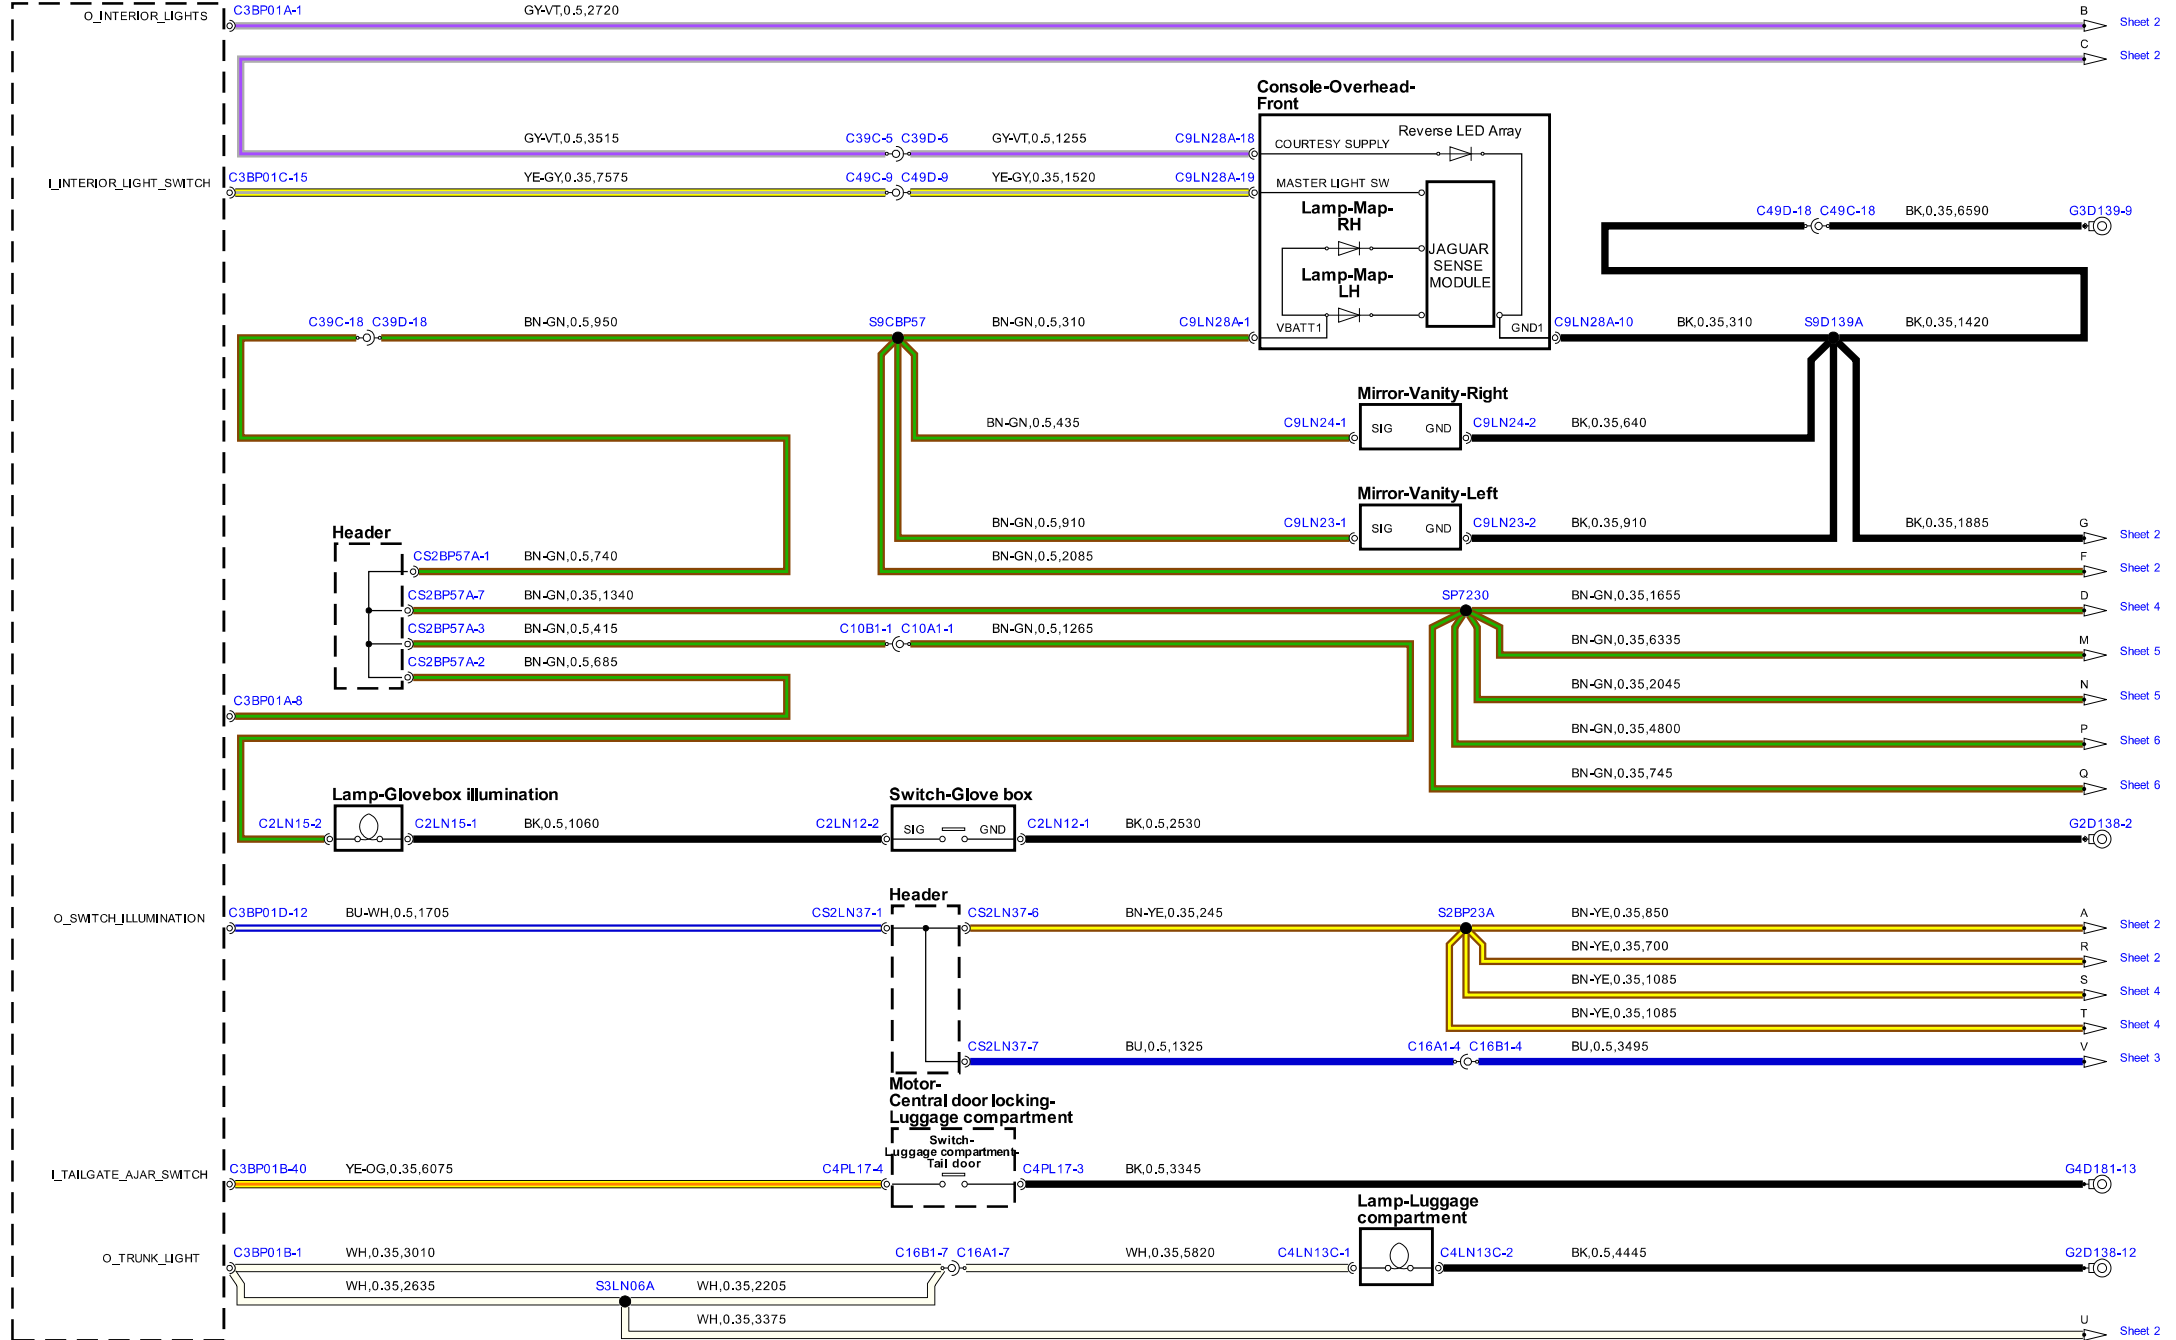 O_INTERIOR_LIGHTS
C3BP01A-1
GY-VT,0.5,2720
B
Sheet 2
C
Sheet 2
Console-Overhead-
Front
GY-VT,0.5,3515
C39C-5
C39D-5
GY-VT,0.5,1255
C9LN28A-18
COURTESY SUPPLY
Reverse LED Array
I_INTERIOR_LIGHT_SWITCH
C3BP01C-15
YE-GY,0.35,7575
C49C-9
C49D-9
YE-GY,0.35,1520
C9LN28A-19
MASTER LIGHT SW
Lamp-Map-
RH
Lamp-Map-
LH
JAGUAR
SENSE
MODULE
VBATT1
GND1
C49D-18
C49C-18
BK,0.35,6590
G3D139-9
C39C-18
C39D-18
BN-GN,0.5,950
S9CBP57
BN-GN,0.5,310
C9LN28A-1
C9LN28A-10
BK,0.35,310
S9D139A
BK,0.35,1420
Mirror-Vanity-Right
BN-GN,0.5,435
C9LN24-1
SIG
GND
C9LN24-2
BK,0.35,640
Mirror-Vanity-Left
BN-GN,0.5,910
C9LN23-1
SIG
GND
C9LN23-2
BK,0.35,910
BK,0.35,1885
G
Sheet 2
Header
CS2BP57A-1
BN-GN,0.5,740
BN-GN,0.5,2085
F
Sheet 2
CS2BP57A-7
BN-GN,0.35,1340
SP7230
BN-GN,0.35,1655
D
Sheet 4
CS2BP57A-3
BN-GN,0.5,415
C10B1-1
C10A1-1
BN-GN,0.5,1265
BN-GN,0.35,6335
M
Sheet 5
CS2BP57A-2
BN-GN,0.5,685
BN-GN,0.35,2045
N
Sheet 5
C3BP01A-8
BN-GN,0.35,4800
P
Sheet 6
BN-GN,0.35,745
Q
Sheet 6
Lamp-Glovebox illumination
C2LN15-2
C2LN15-1
BK,0.5,1060
Switch-Glove box
C2LN12-2
SIG
GND
C2LN12-1
BK,0.5,2530
G2D138-2
O_SWITCH_ILLUMINATION
C3BP01D-12
BU-WH,0.5,1705
Header
CS2LN37-1
CS2LN37-6
BN-YE,0.35,245
S2BP23A
BN-YE,0.35,850
A
Sheet 2
BN-YE,0.35,700
R
Sheet 2
BN-YE,0.35,1085
S
Sheet 4
BN-YE,0.35,1085
T
Sheet 4
CS2LN37-7
BU,0.5,1325
C16A1-4
C16B1-4
BU,0.5,3495
V
Sheet 3
Motor-
Central door locking-
Luggage compartment
Switch-
Luggage compartment-
Tail door
I_TAILGATE_AJAR_SWITCH
C3BP01B-40
YE-OG,0.35,6075
C4PL17-4
C4PL17-3
BK,0.5,3345
G4D181-13
Lamp-Luggage
compartment
O_TRUNK_LIGHT
C3BP01B-1
WH,0.35,3010
C16B1-7
C16A1-7
WH,0.35,5820
C4LN13C-1
C4LN13C-2
BK,0.5,4445
G2D138-12
WH,0.35,2635
S3LN06A
WH,0.35,2205
WH,0.35,3375
U
Sheet 2